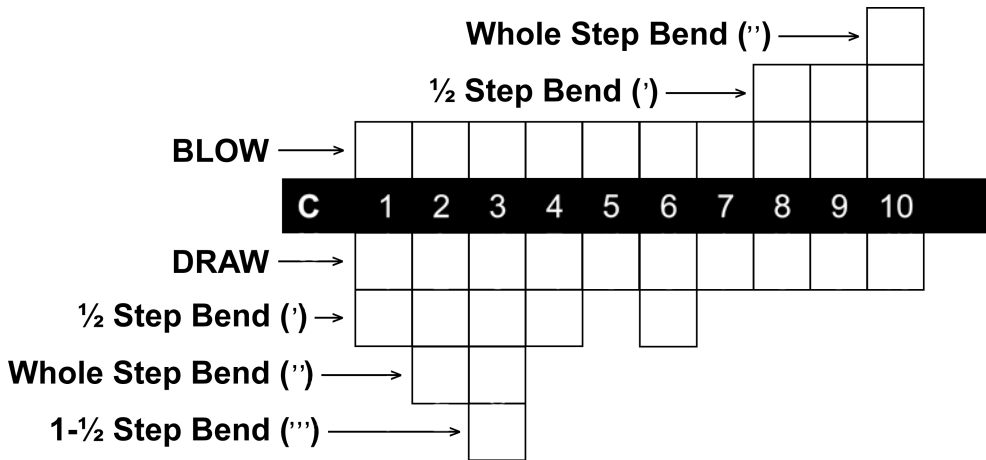 Whole Step Bend (’’)
½ Step Bend (’)
BLOW
C 1 2 3 4 5 6 7 8 9 10
DRAW
½ Step Bend (’)
Whole Step Bend (’’)
1-½ Step Bend (’’’)